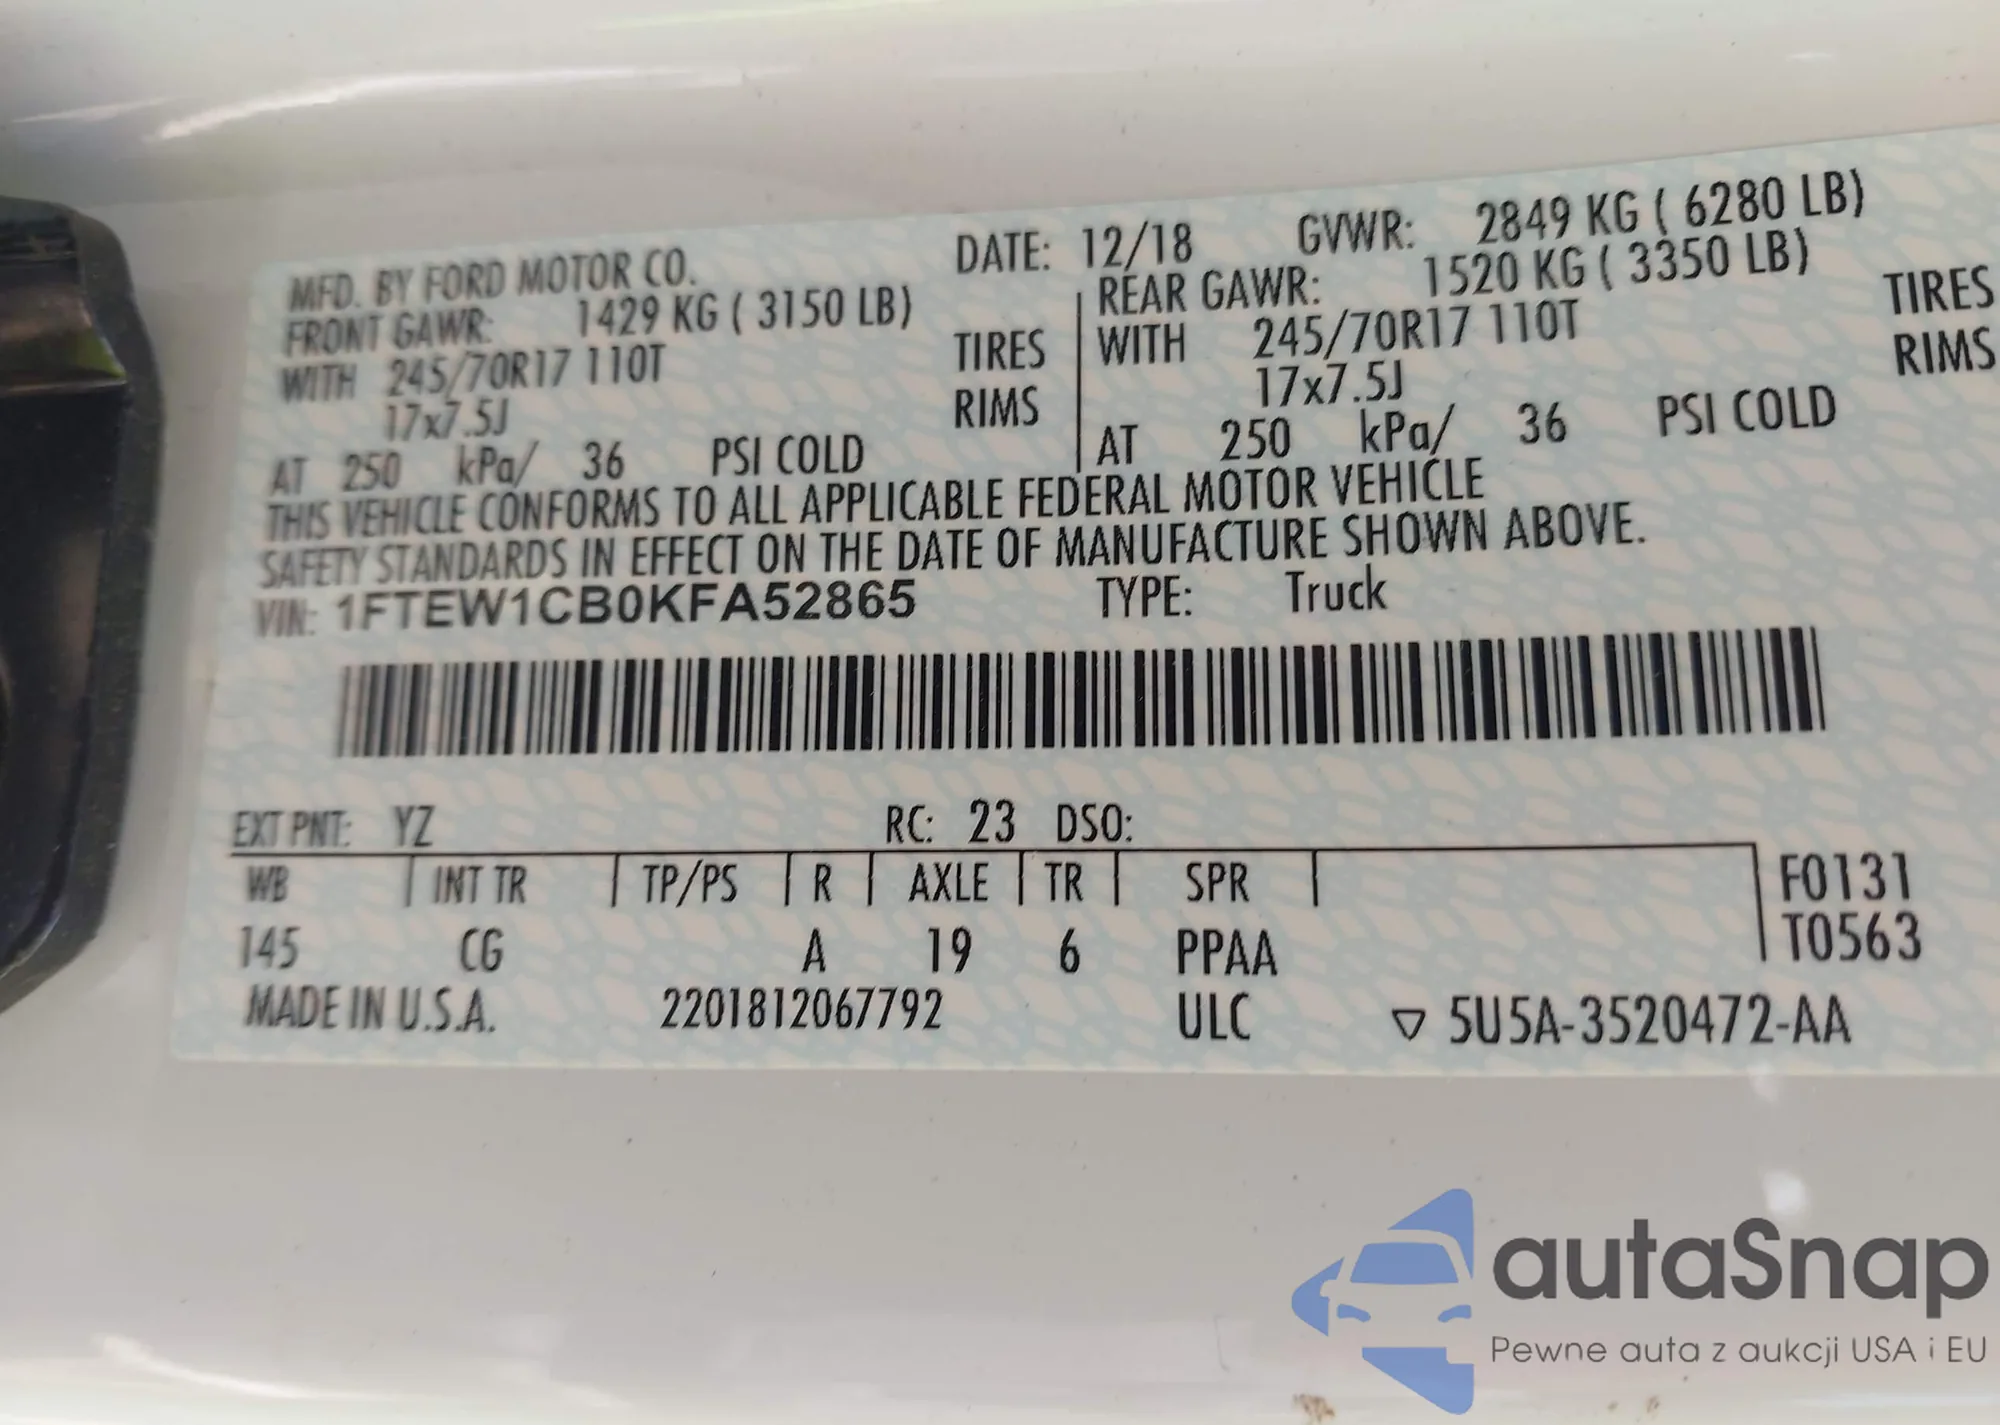 MFD. BY FORD MOTOR CO. DATE: 12/18 GVWR: 2849 KG ( 6280 LB)
FRONT GAWR: 1429 KG ( 3150 LB) REAR GAWR: 1520 KG ( 3350 LB)
WITH 245/70R17 110T TIRES WITH 245/70R17 110T TIRES
17x7.5J RIMS 17x7.5J RIMS
AT 250 kPa/ 36 PSI COLD AT 250 kPa/ 36 PSI COLD
THIS VEHICLE CONFORMS TO ALL APPLICABLE FEDERAL MOTOR VEHICLE
SAFETY STANDARDS IN EFFECT ON THE DATE OF MANUFACTURE SHOWN ABOVE.
VIN: 1FTEW1CB0KFA52865 TYPE: Truck
EXT PNT: YZ RC: 23 DSO:
WB INT TR TP/PS R AXLE TR SPR F0131
145 CG A 19 6 PPAA T0563
MADE IN U.S.A. 2201812067792 ULC ▽ 5U5A-3520472-AA
autaSnap
Pewne auta z aukcji USA i EU